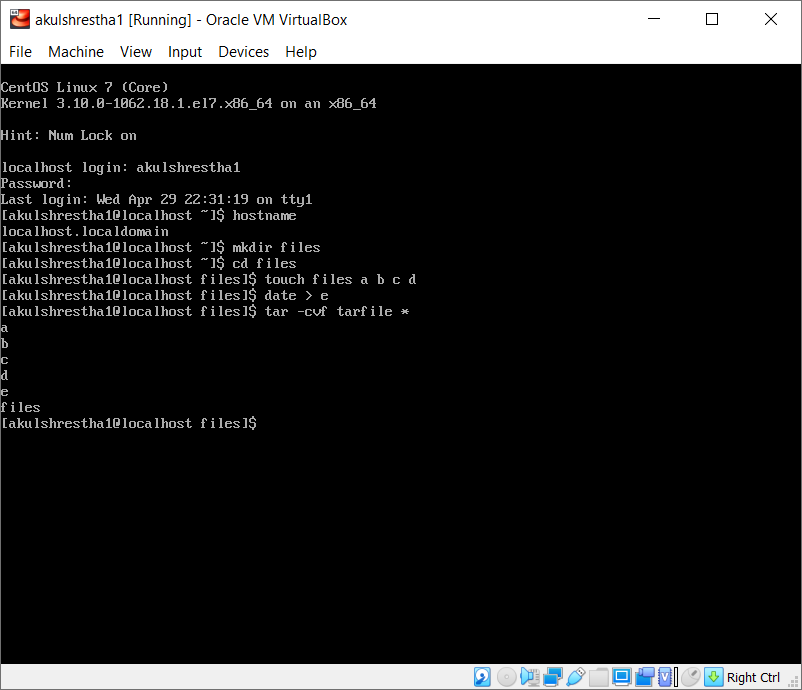 akulshrestha1 [Running] - Oracle VM VirtualBox
File Machine View Input Devices Help
CentOS Linux 7 (Core)
Kernel 3.10.0-1062.18.1.el7.x86_64 on an x86_64
Hint: Num Lock on
localhost login: akulshrestha1
Password:
Last login: Wed Apr 29 22:31:19 on tty1
[akulshrestha1@localhost ~]$ hostname
localhost.localdomain
[akulshrestha1@localhost ~]$ mkdir files
[akulshrestha1@localhost ~]$ cd files
[akulshrestha1@localhost files]$ touch files a b c d
[akulshrestha1@localhost files]$ date > e
[akulshrestha1@localhost files]$ tar -cvf tarfile *
a
b
c
d
e
files
[akulshrestha1@localhost files]$
Right Ctrl